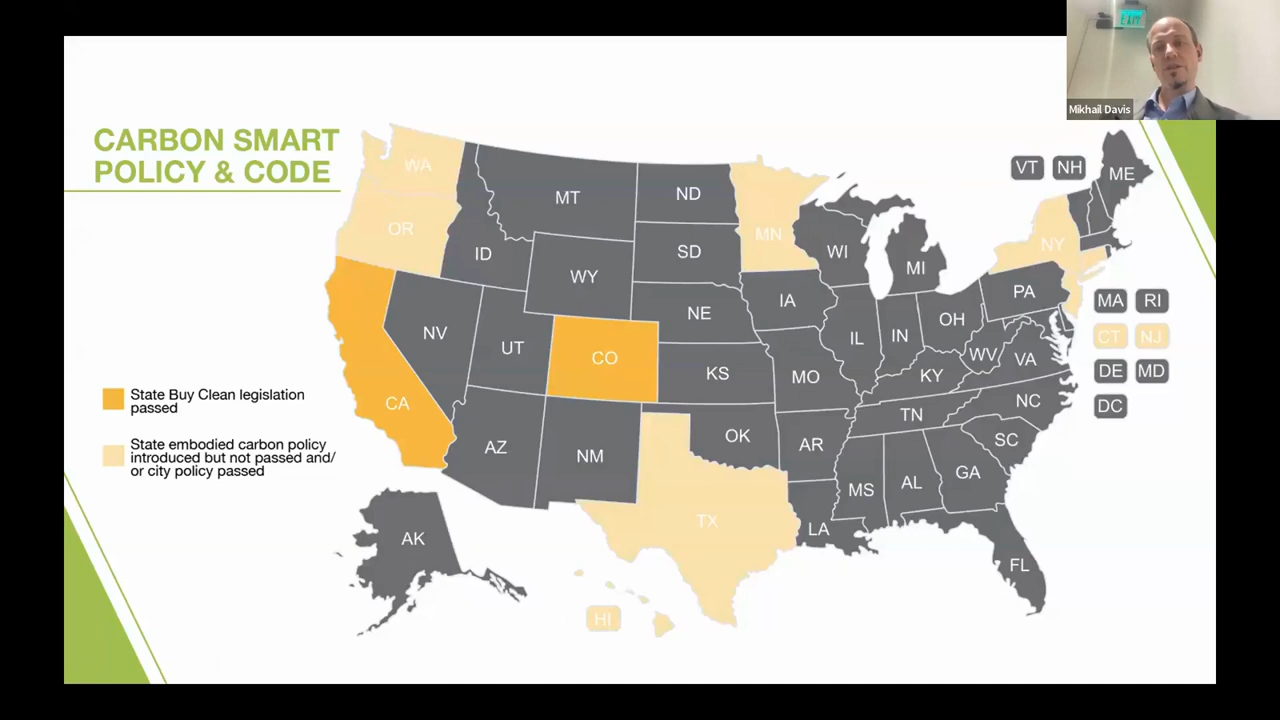 EXIT
Mikhail Davis
CARBON SMART
POLICY & CODE
WA
OR
CA
MT
ID
NV
WY
UT
CO
AZ
NM
ND
SD
NE
KS
OK
TX
MN
IA
MO
AR
LA
WI
IL
MS
MI
IN
KY
TN
AL
OH
WV
VA
NC
SC
GA
FL
PA
NY
ME
VT NH
MA RI
CT NJ
DE MD
DC
AK
HI
State Buy Clean legislation
passed
State embodied carbon policy
introduced but not passed and/
or city policy passed